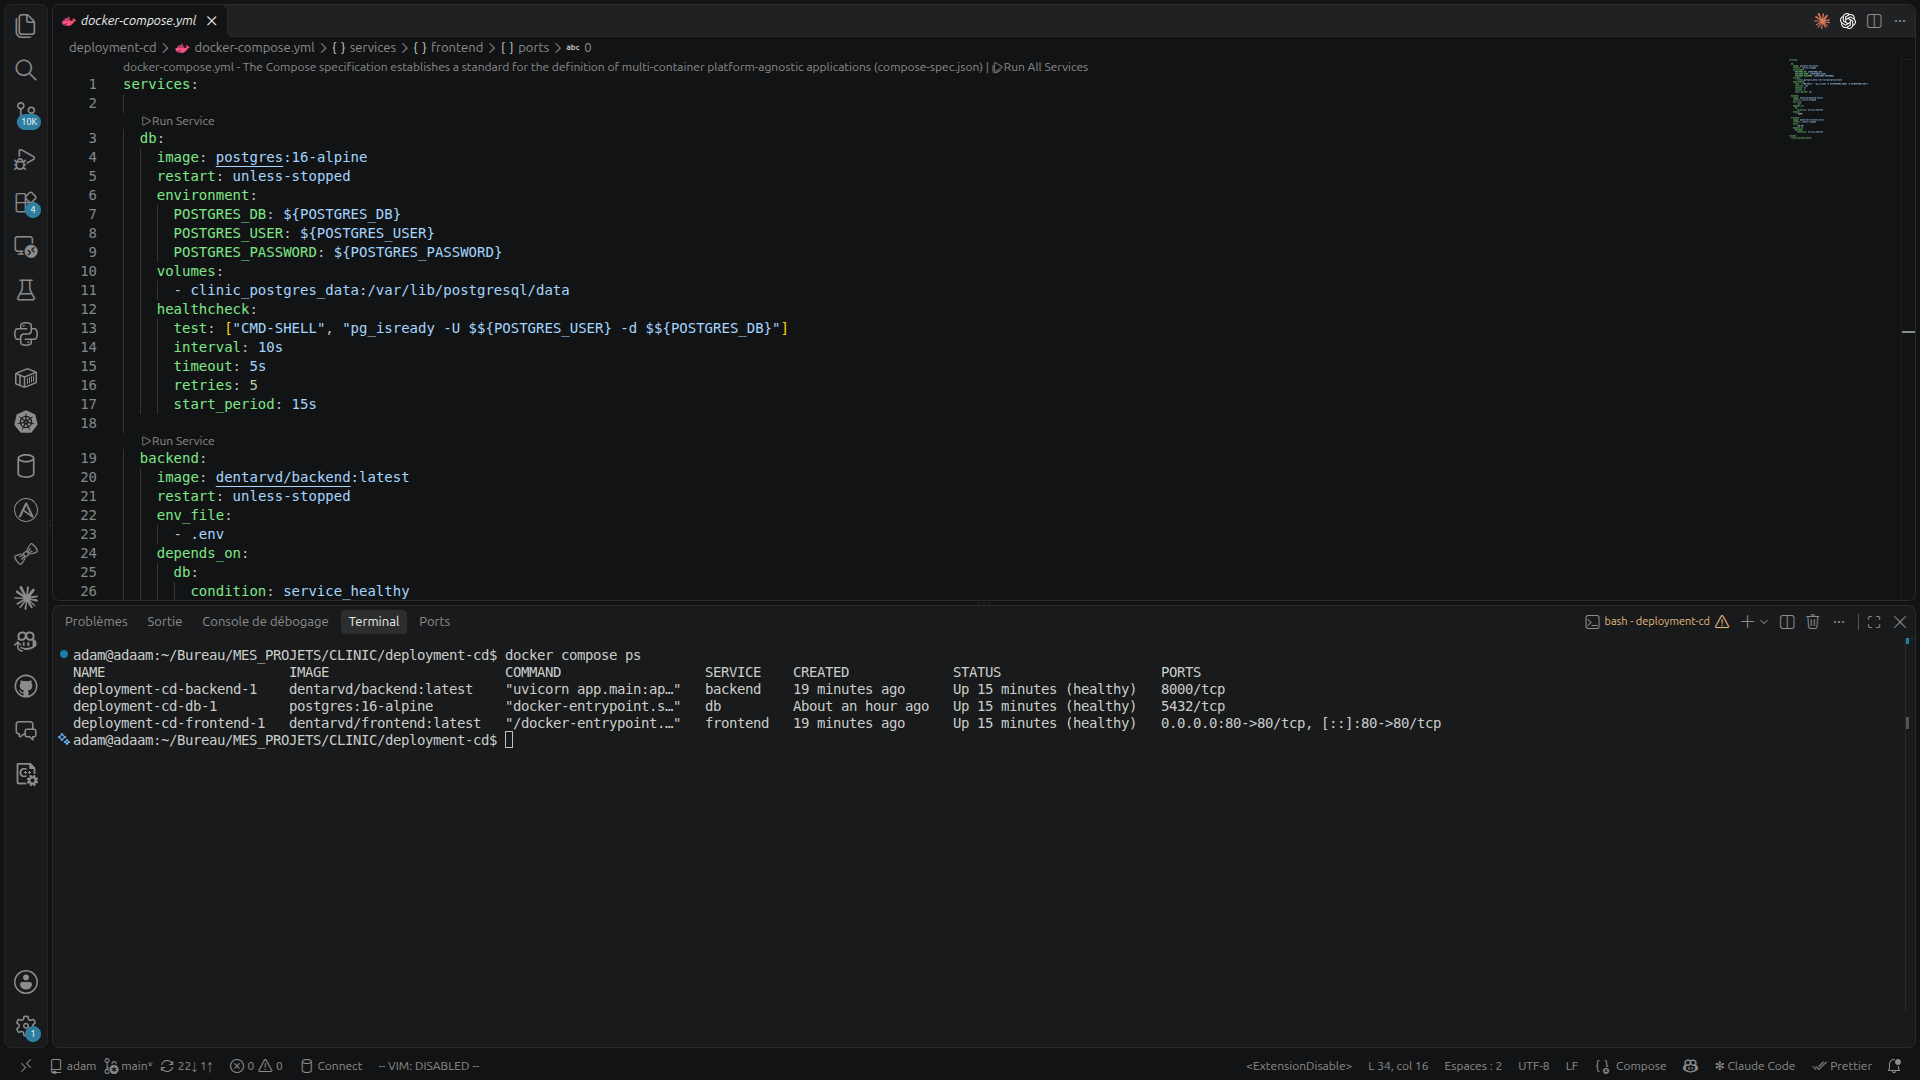 docker-compose.yml
deployment-cd > docker-compose.yml > { } services > { } frontend > [ ] ports > abc 0
docker-compose.yml - The Compose specification establishes a standard for the definition of multi-container platform-agnostic applications (compose-spec.json) | ▷Run All Services
1 services:
2
▷Run Service
3 db:
4 image: postgres:16-alpine
5 restart: unless-stopped
6 environment:
7 POSTGRES_DB: ${POSTGRES_DB}
8 POSTGRES_USER: ${POSTGRES_USER}
9 POSTGRES_PASSWORD: ${POSTGRES_PASSWORD}
10 volumes:
11 - clinic_postgres_data:/var/lib/postgresql/data
12 healthcheck:
13 test: ["CMD-SHELL", "pg_isready -U $${POSTGRES_USER} -d $${POSTGRES_DB}"]
14 interval: 10s
15 timeout: 5s
16 retries: 5
17 start_period: 15s
18
▷Run Service
19 backend:
20 image: dentarvd/backend:latest
21 restart: unless-stopped
22 env_file:
23 - .env
24 depends_on:
25 db:
26 condition: service_healthy
10K
4
Problèmes Sortie Console de débogage Terminal Ports bash - deployment-cd
adam@adaam:~/Bureau/MES_PROJETS/CLINIC/deployment-cd$ docker compose ps
NAME IMAGE COMMAND SERVICE CREATED STATUS PORTS
deployment-cd-backend-1 dentarvd/backend:latest "uvicorn app.main:ap…" backend 19 minutes ago Up 15 minutes (healthy) 8000/tcp
deployment-cd-db-1 postgres:16-alpine "docker-entrypoint.s…" db About an hour ago Up 15 minutes (healthy) 5432/tcp
deployment-cd-frontend-1 dentarvd/frontend:latest "/docker-entrypoint.…" frontend 19 minutes ago Up 15 minutes (healthy) 0.0.0.0:80->80/tcp, [::]:80->80/tcp
adam@adaam:~/Bureau/MES_PROJETS/CLINIC/deployment-cd$
1
adam main* 22↓ 1↑ 0 0 Connect -- VIM: DISABLED -- <ExtensionDisable> L 34, col 16 Espaces : 2 UTF-8 LF Compose Claude Code Prettier